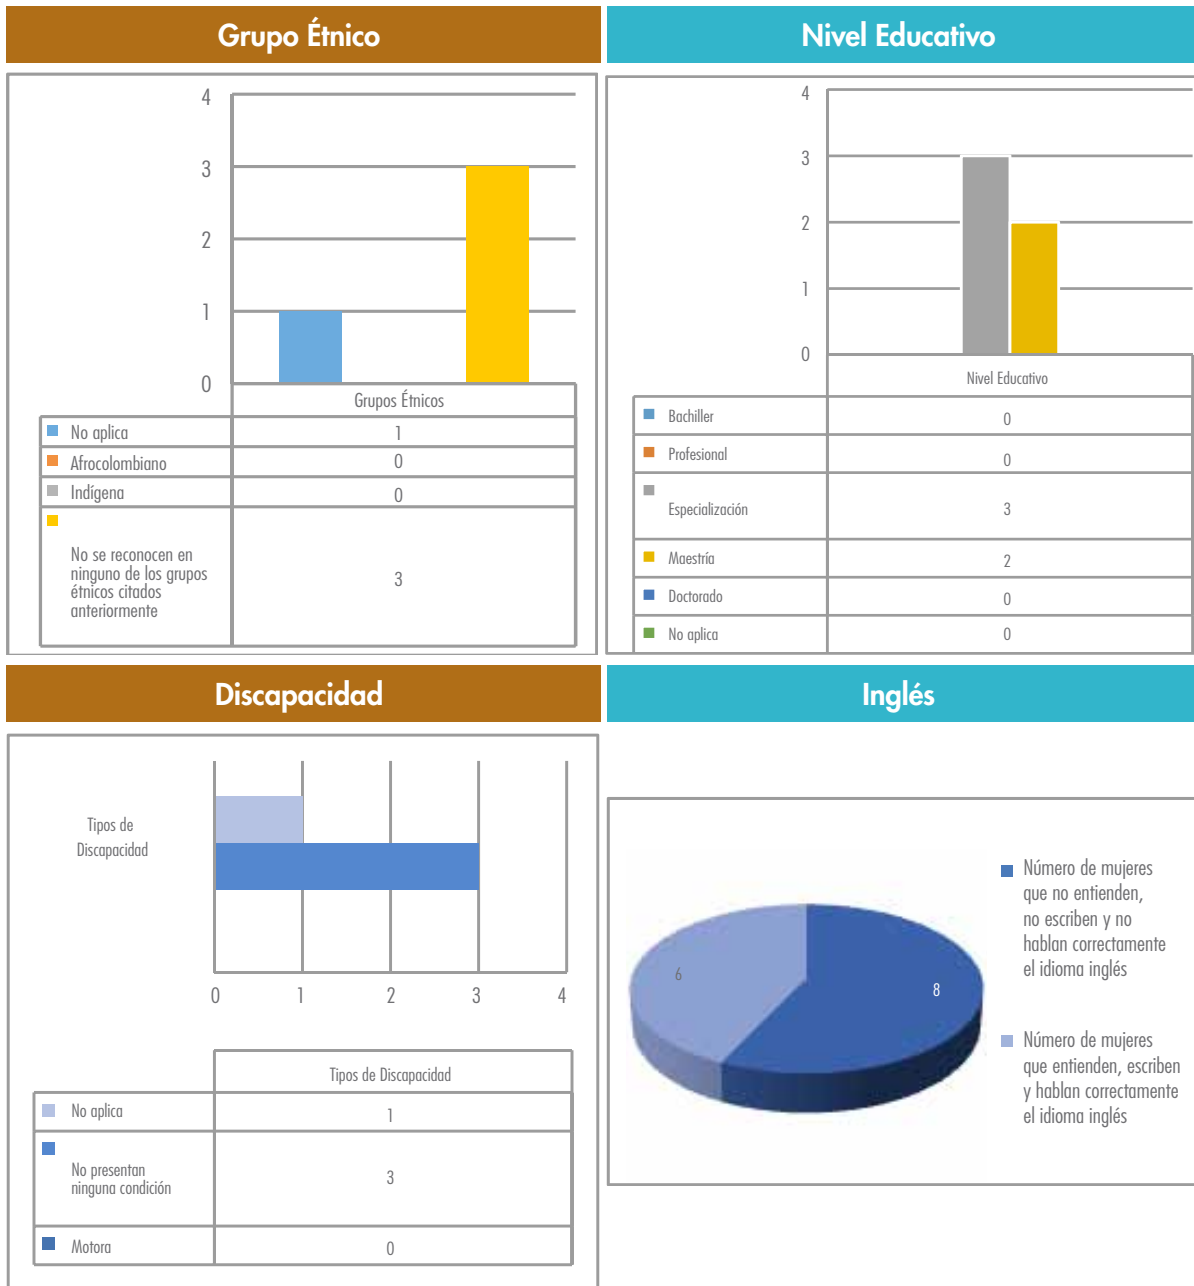 Grupo Étnico
4
3
2
1
0
Grupos Étnicos
No aplica 1
Afrocolombiano 0
Indígena 0
No se reconocen en
ninguno de los grupos
étnicos citados
anteriormente
3
Nivel Educativo
4
3
2
1
0
Nivel Educativo
Bachiller 0
Profesional 0
Especialización 3
Maestría 2
Doctorado 0
No aplica 0
Discapacidad
Tipos de
Discapacidad
0 1 2 3 4
Tipos de Discapacidad
No aplica 1
No presentan
ninguna condición
3
Motora 0
Inglés
6
8
Número de mujeres
que no entienden,
no escriben y no
hablan correctamente
el idioma inglés
Número de mujeres
que entienden, escriben
y hablan correctamente
el idioma inglés